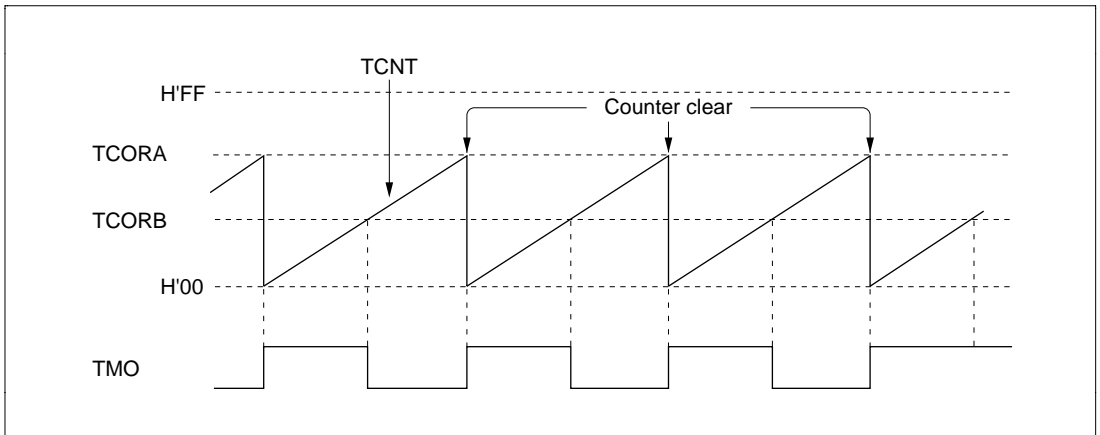 TCNT
H'FF
Counter clear
TCORA
TCORB
H'00
TMO